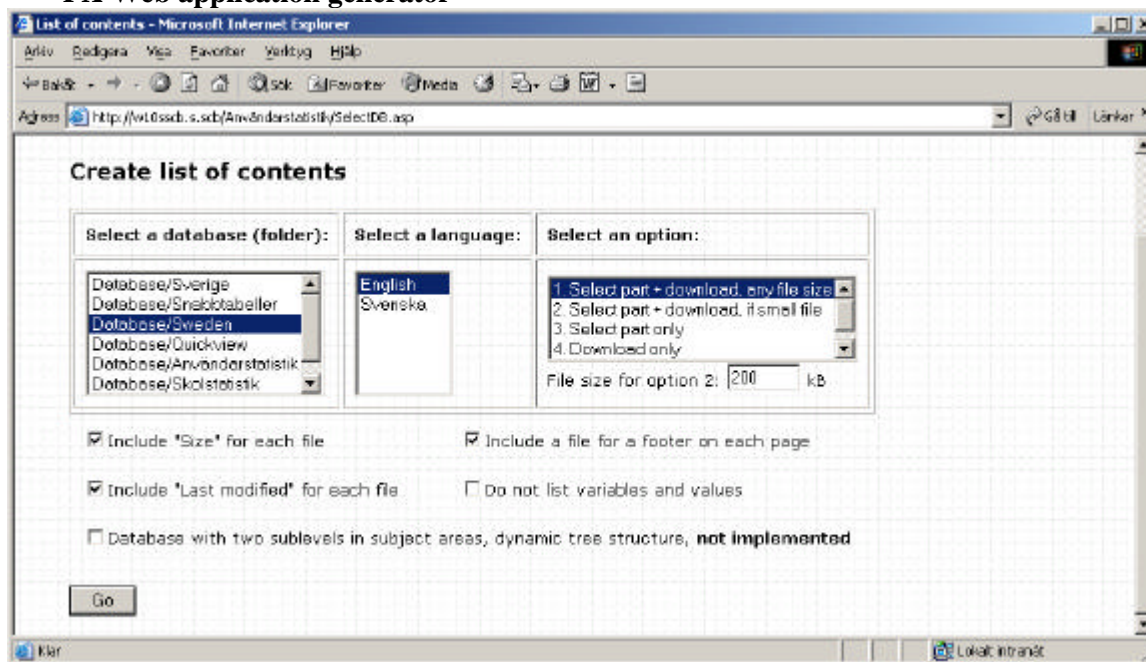 PX-Web application generator
List of contents - Microsoft Internet Explorer
Arkiv Redigera Visa Favoriter Verktyg Hjälp
Bakåt Sök Favoriter Media
Adress http://wl0sscb.s.scb/Användarstatistik/SelectDB.asp Gå till Länkar
Create list of contents
Select a database (folder): Select a language: Select an option:
Database/Sverige
Database/Snabbtabeller
Database/Sweden
Database/Quickview
Database/Användarstatistik
Database/Skolstatistik
English
Svenska
1. Select part + download, any file size
2. Select part + download, if small file
3. Select part only
4. Download only
File size for option 2: 200 kB
Include "Size" for each file Include a file for a footer on each page
Include "Last modified" for each file Do not list variables and values
Database with two sublevels in subject areas, dynamic tree structure, not implemented
Go
Klar Lokalt intranät